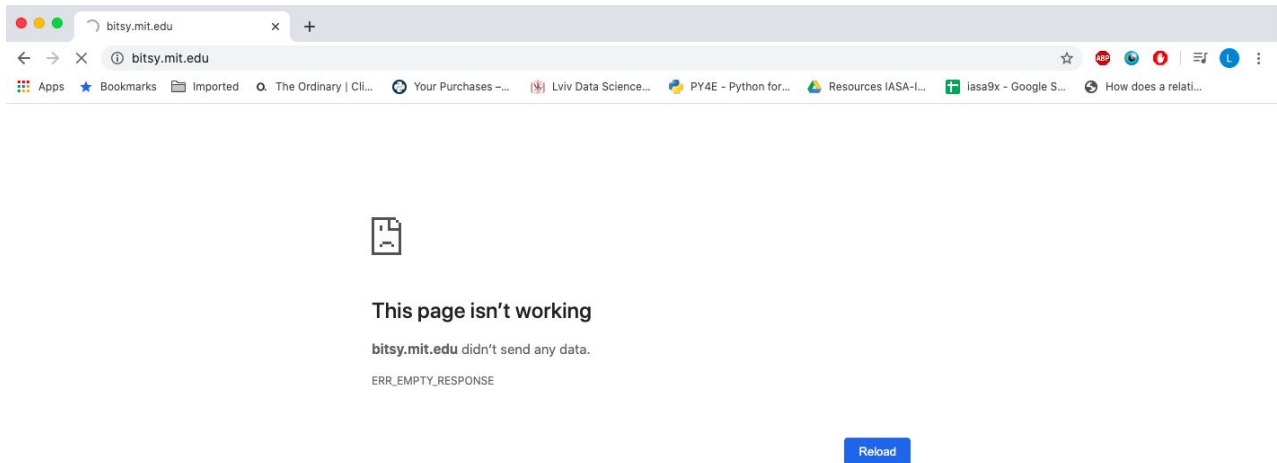 bitsy.mit.edu
bitsy.mit.edu ABP L
Apps Bookmarks Imported O. The Ordinary | Cli... Your Purchases –... Lviv Data Science... PY4E - Python for... Resources IASA-I... iasa9x - Google S... How does a relati...
This page isn't working
bitsy.mit.edu didn't send any data.
ERR_EMPTY_RESPONSE
Reload